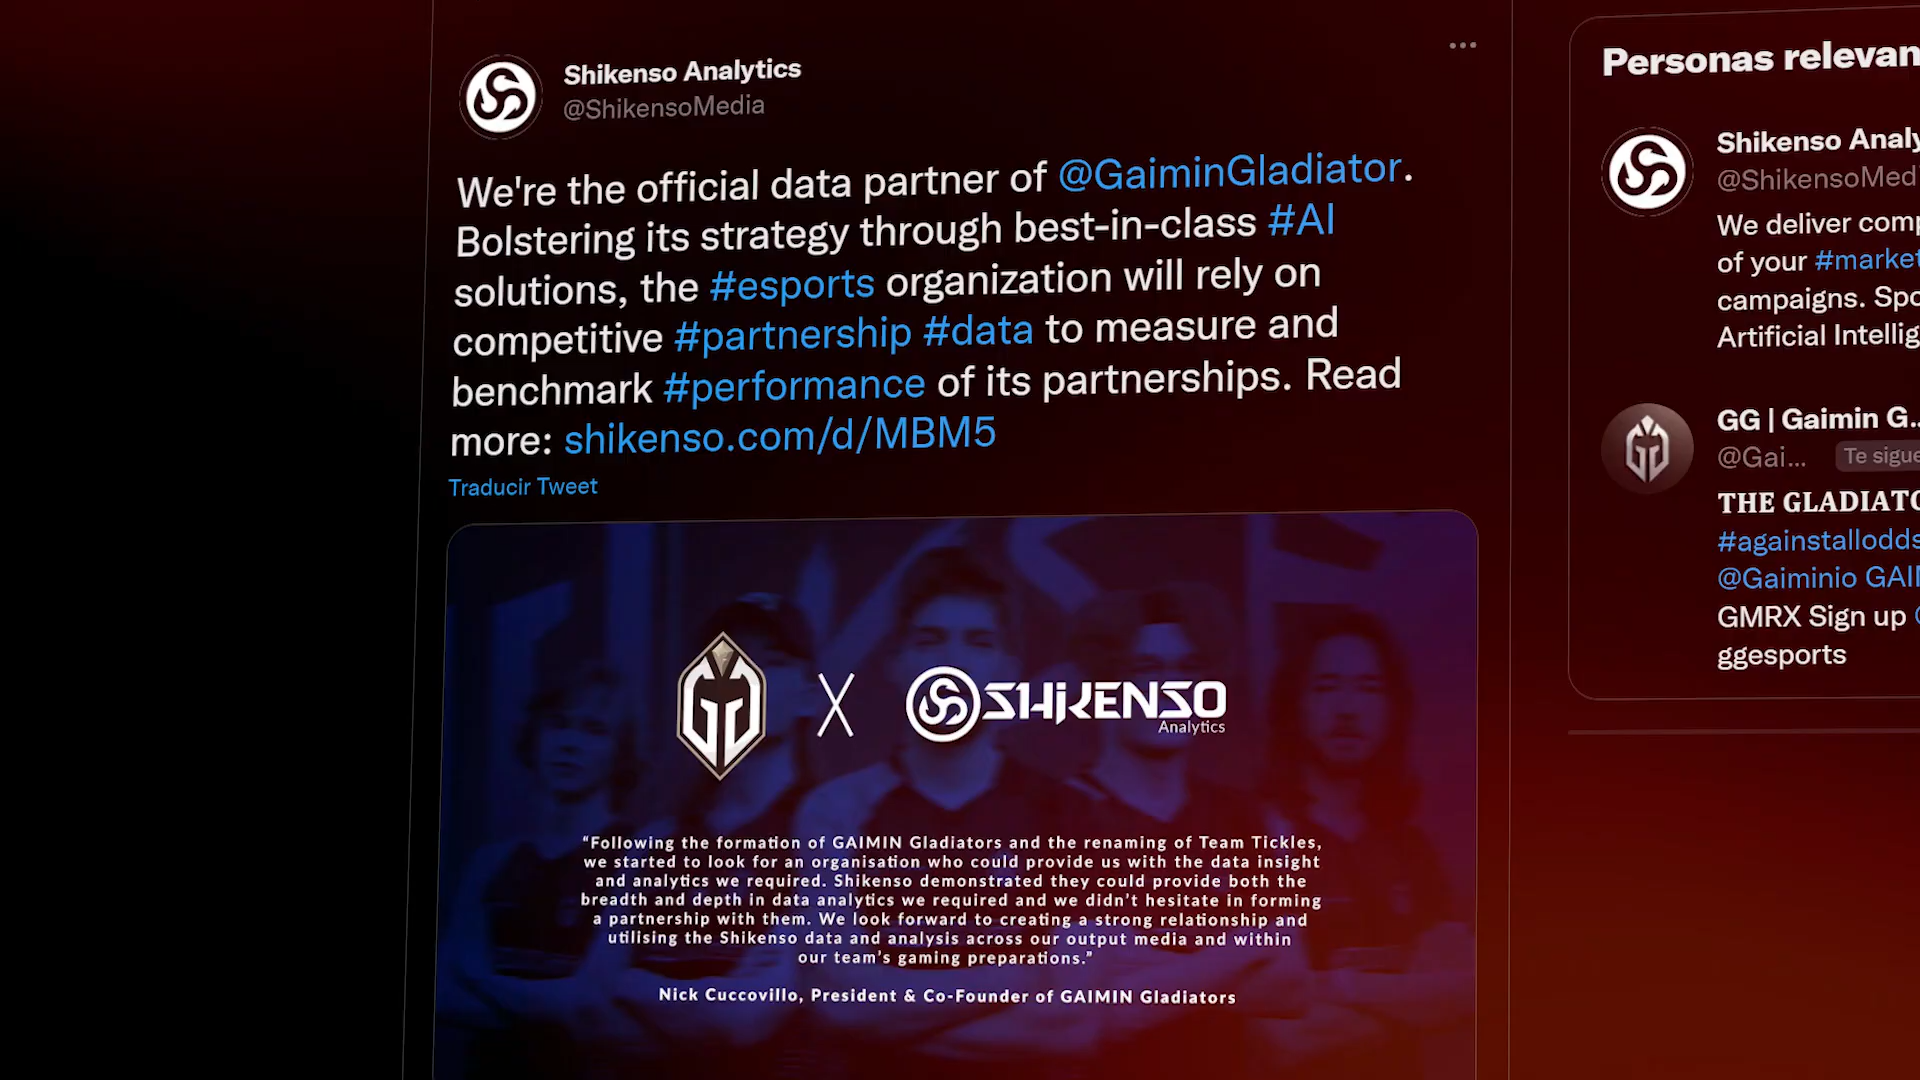 Shikenso Analytics
@ShikensoMedia
We're the official data partner of @GaiminGladiator.
Bolstering its strategy through best-in-class #AI
solutions, the #esports organization will rely on
competitive #partnership #data to measure and
benchmark #performance of its partnerships. Read
more: shikenso.com/d/MBM5
Traducir Tweet
X SHIKENSO
Analytics
“Following the formation of GAIMIN Gladiators and the renaming of Team Tickles,
we started to look for an organisation who could provide us with the data insight
and analytics we required. Shikenso demonstrated they could provide both the
breadth and depth in data analytics we required and we didn’t hesitate in forming
a partnership with them. We look forward to creating a strong relationship and
utilising the Shikenso data and analysis across our output media and within
our team’s gaming preparations.”
Nick Cuccovillo, President & Co-Founder of GAIMIN Gladiators
Personas relevan
Shikenso Analy
@ShikensoMed
We deliver comp
of your #market
campaigns. Spo
Artificial Intellig
GG | Gaimin G...
@Gai... Te sigue
THE GLADIATO
#againstallodds
@Gaiminio GAI
GMRX Sign up
ggesports